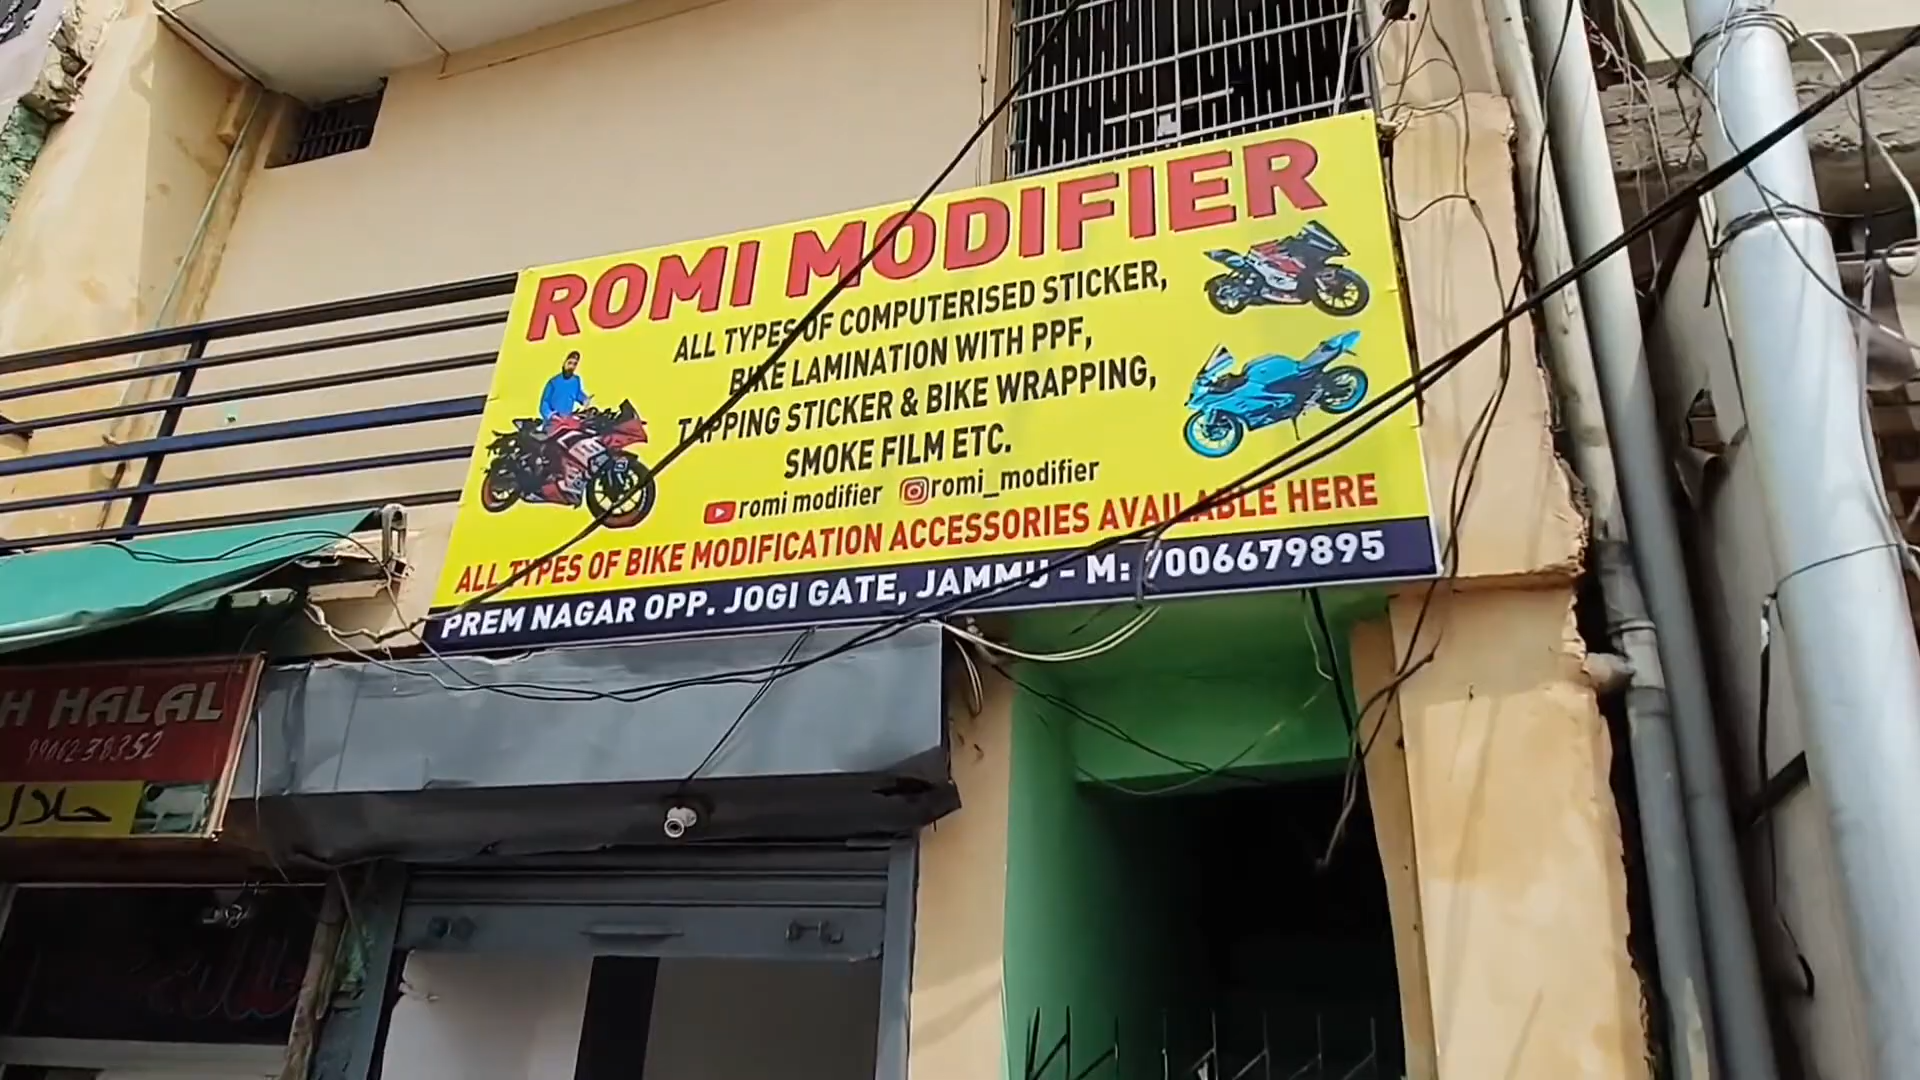 ROMI MODIFIER
ALL TYPES OF COMPUTERISED STICKER,
BIKE LAMINATION WITH PPF,
TAPPING STICKER & BIKE WRAPPING,
SMOKE FILM ETC.
romi modifier romi_modifier
ALL TYPES OF BIKE MODIFICATION ACCESSORIES AVAILABLE HERE
PREM NAGAR OPP. JOGI GATE, JAMMU - M: 7006679895
H HALAL
حلال